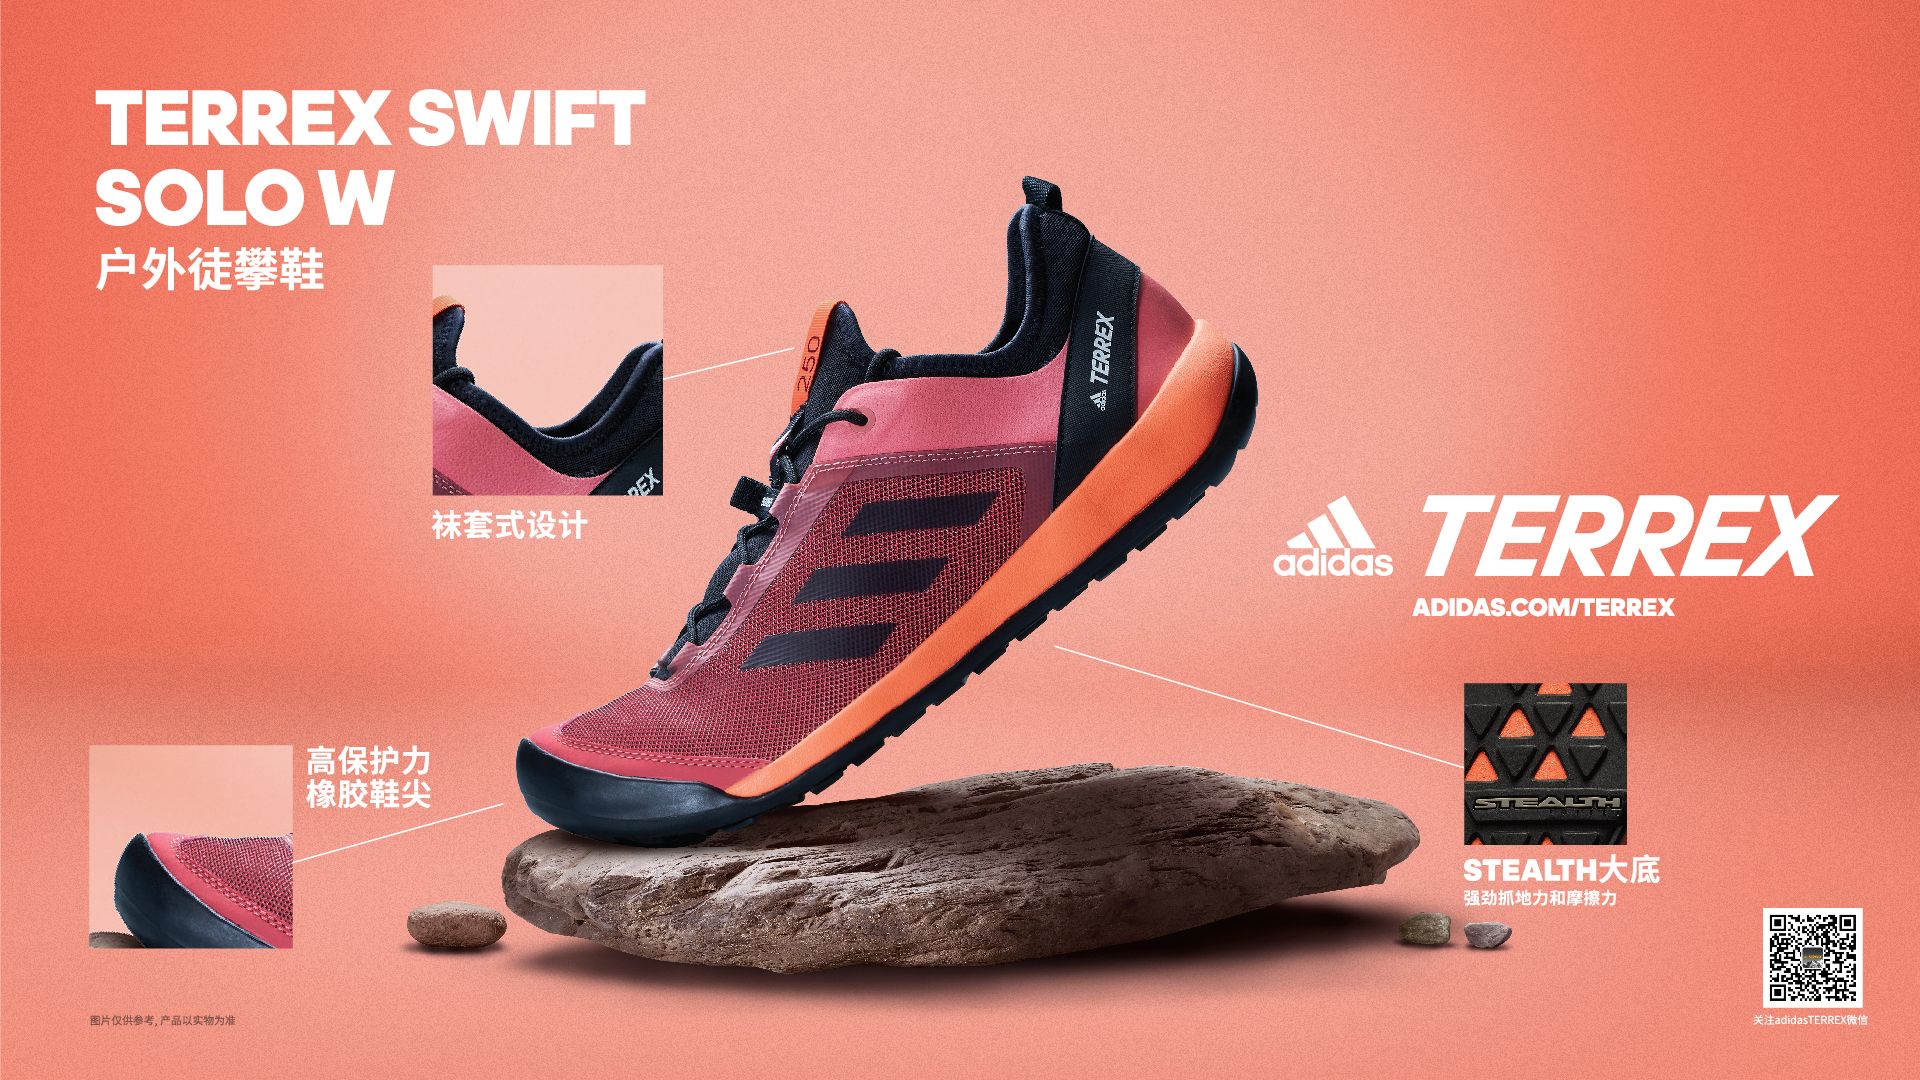 TERREX SWIFT
SOLO W
户外徒攀鞋
250
adidas TERREX
REX
袜套式设计
adidas TERREX
ADIDAS.COM/TERREX
高保护力
橡胶鞋尖
STEALTH
STEALTH大底
强劲抓地力和摩擦力
图片仅供参考, 产品以实物为准
关注adidasTERREX微信